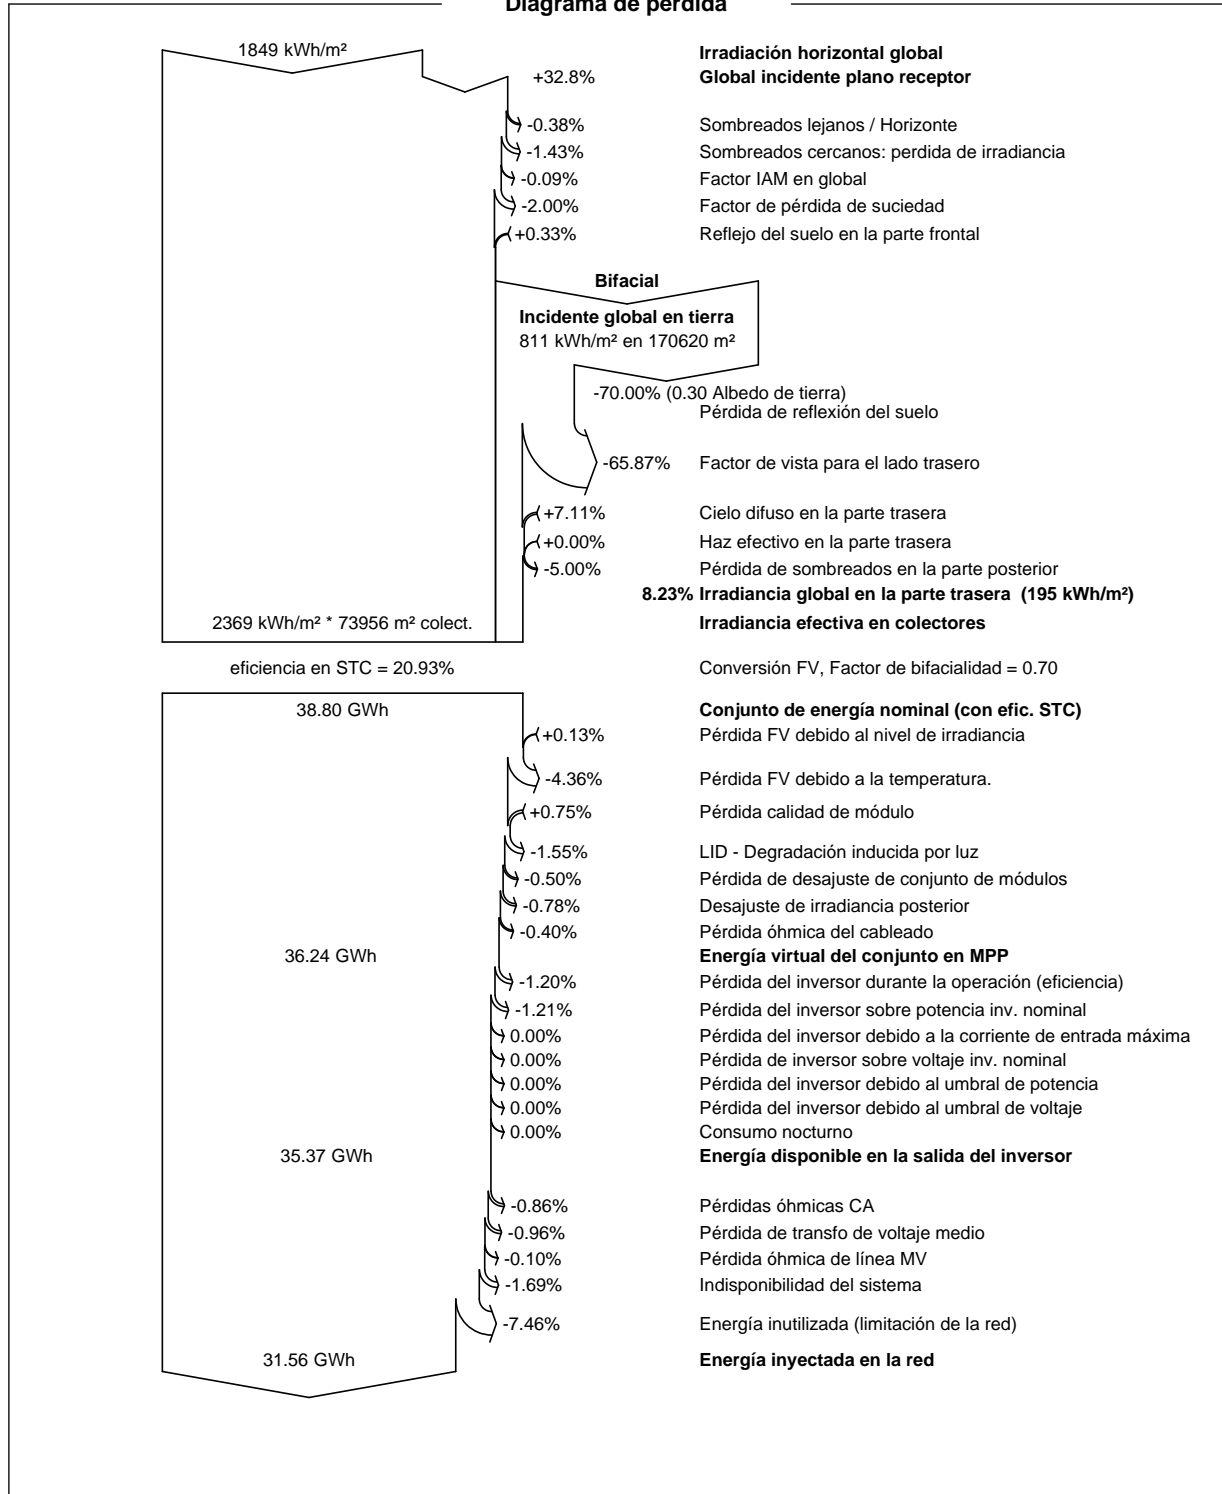 Diagrama de pérdida
1849 kWh/m² Irradiación horizontal global
+32.8% Global incidente plano receptor
-0.38% Sombreados lejanos / Horizonte
-1.43% Sombreados cercanos: perdida de irradiancia
-0.09% Factor IAM en global
-2.00% Factor de pérdida de suciedad
+0.33% Reflejo del suelo en la parte frontal
Bifacial
Incidente global en tierra
811 kWh/m² en 170620 m²
-70.00% (0.30 Albedo de tierra)
Pérdida de reflexión del suelo
-65.87% Factor de vista para el lado trasero
+7.11% Cielo difuso en la parte trasera
+0.00% Haz efectivo en la parte trasera
-5.00% Pérdida de sombreados en la parte posterior
8.23% Irradiancia global en la parte trasera (195 kWh/m²)
2369 kWh/m² * 73956 m² colect. Irradiancia efectiva en colectores
eficiencia en STC = 20.93% Conversión FV, Factor de bifacialidad = 0.70
38.80 GWh Conjunto de energía nominal (con efic. STC)
+0.13% Pérdida FV debido al nivel de irradiancia
-4.36% Pérdida FV debido a la temperatura.
+0.75% Pérdida calidad de módulo
-1.55% LID - Degradación inducida por luz
-0.50% Pérdida de desajuste de conjunto de módulos
-0.78% Desajuste de irradiancia posterior
-0.40% Pérdida óhmica del cableado
36.24 GWh Energía virtual del conjunto en MPP
-1.20% Pérdida del inversor durante la operación (eficiencia)
-1.21% Pérdida del inversor sobre potencia inv. nominal
0.00% Pérdida del inversor debido a la corriente de entrada máxima
0.00% Pérdida de inversor sobre voltaje inv. nominal
0.00% Pérdida del inversor debido al umbral de potencia
0.00% Pérdida del inversor debido al umbral de voltaje
0.00% Consumo nocturno
35.37 GWh Energía disponible en la salida del inversor
-0.86% Pérdidas óhmicas CA
-0.96% Pérdida de transfo de voltaje medio
-0.10% Pérdida óhmica de línea MV
-1.69% Indisponibilidad del sistema
-7.46% Energía inutilizada (limitación de la red)
31.56 GWh Energía inyectada en la red